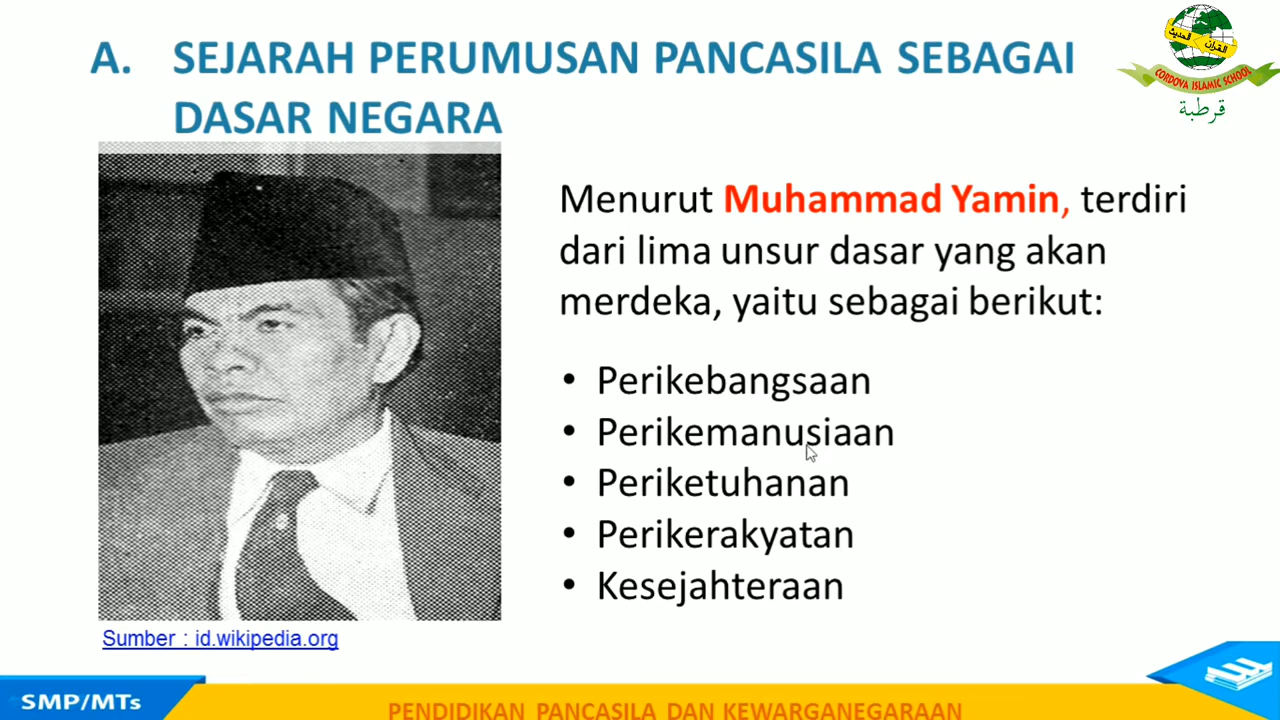 A. SEJARAH PERUMUSAN PANCASILA SEBAGAI
DASAR NEGARA
القرآن
الحديث
CORDOVA ISLAMIC SCHOOL
قرطبة
Menurut Muhammad Yamin, terdiri
dari lima unsur dasar yang akan
merdeka, yaitu sebagai berikut:
• Perikebangsaan
• Perikemanusiaan
• Periketuhanan
• Perikerakyatan
• Kesejahteraan
Sumber : id.wikipedia.org
SMP/MTs
PENDIDIKAN PANCASILA DAN KEWARGANEGARAAN